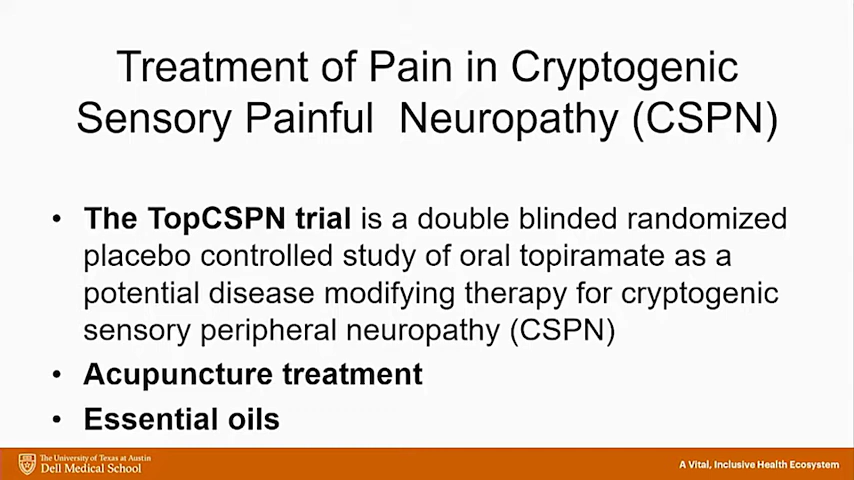 Treatment of Pain in Cryptogenic
Sensory Painful Neuropathy (CSPN)
• The TopCSPN trial is a double blinded randomized
placebo controlled study of oral topiramate as a
potential disease modifying therapy for cryptogenic
sensory peripheral neuropathy (CSPN)
• Acupuncture treatment
• Essential oils
The University of Texas at Austin
Dell Medical School
A Vital, Inclusive Health Ecosystem